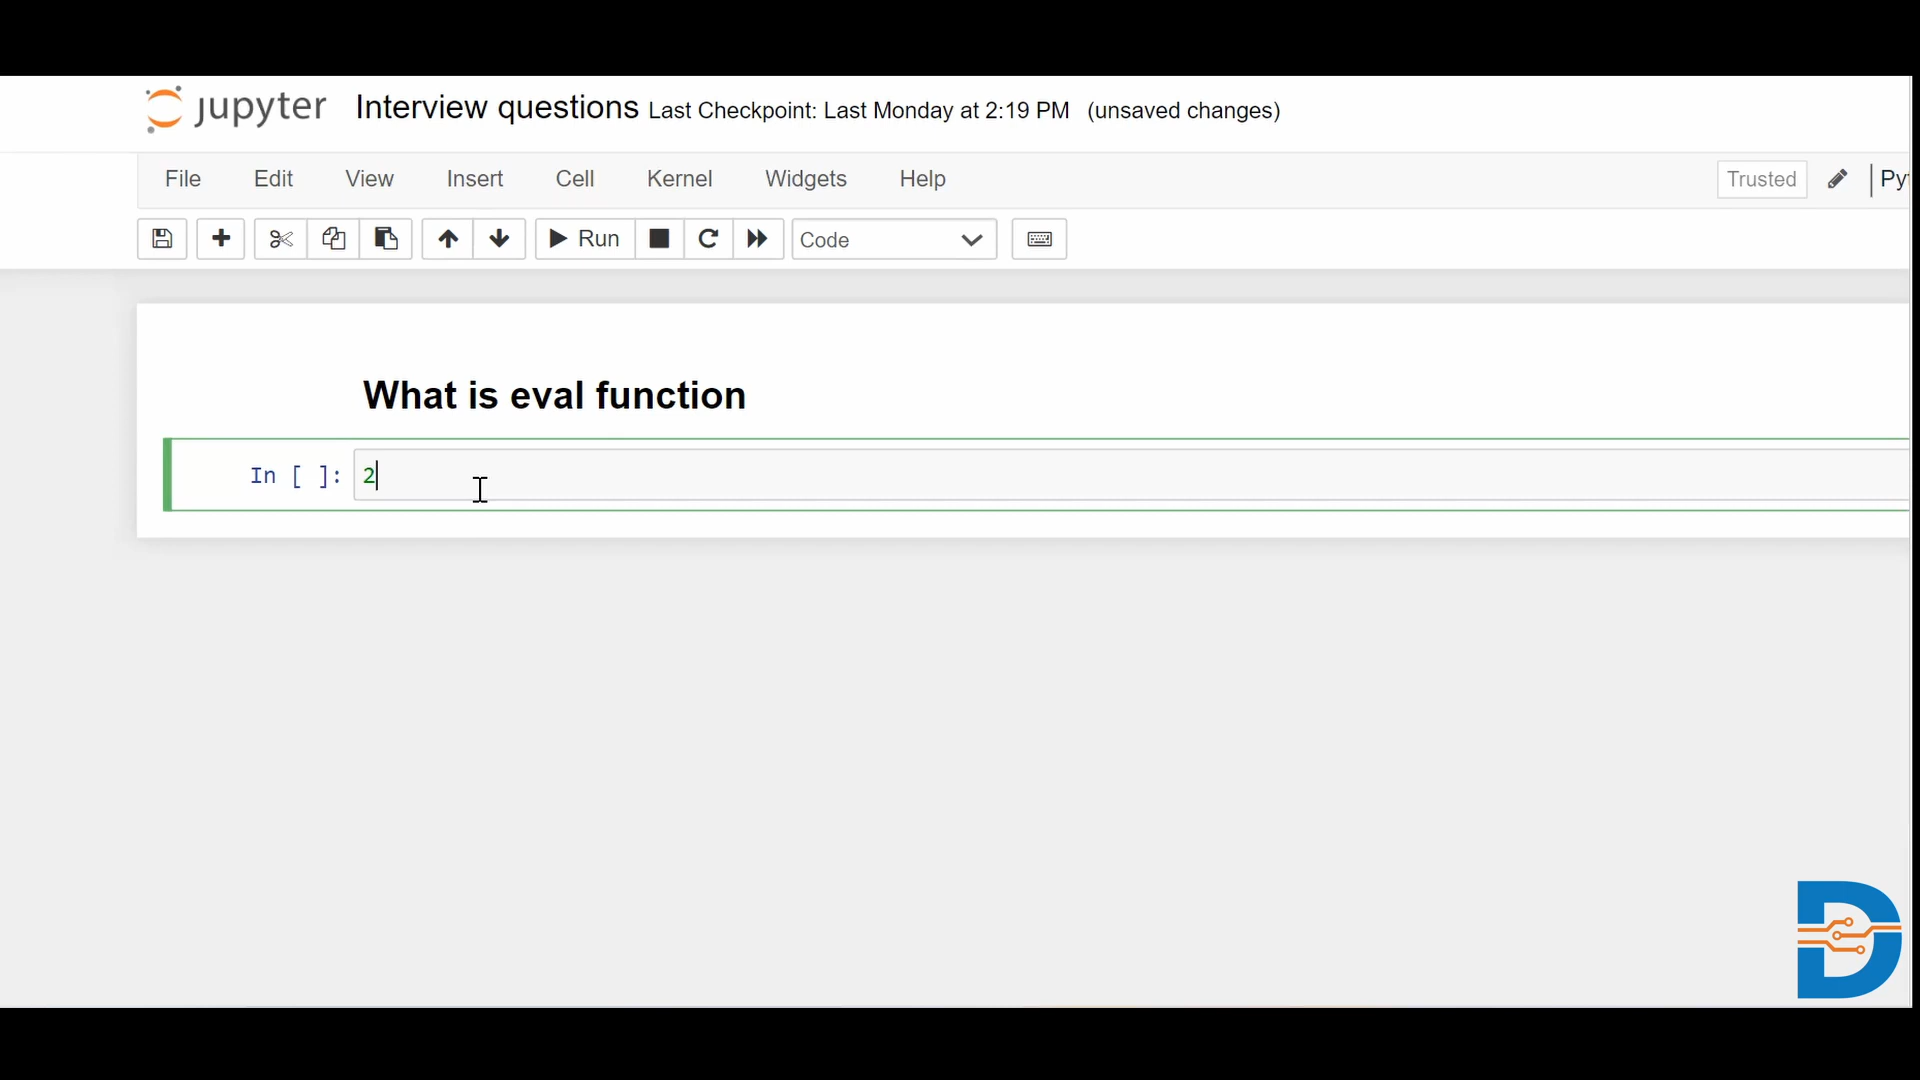 jupyter Interview questions Last Checkpoint: Last Monday at 2:19 PM (unsaved changes)
File Edit View Insert Cell Kernel Widgets Help Trusted
Run Code
What is eval function
In [ ]: 2